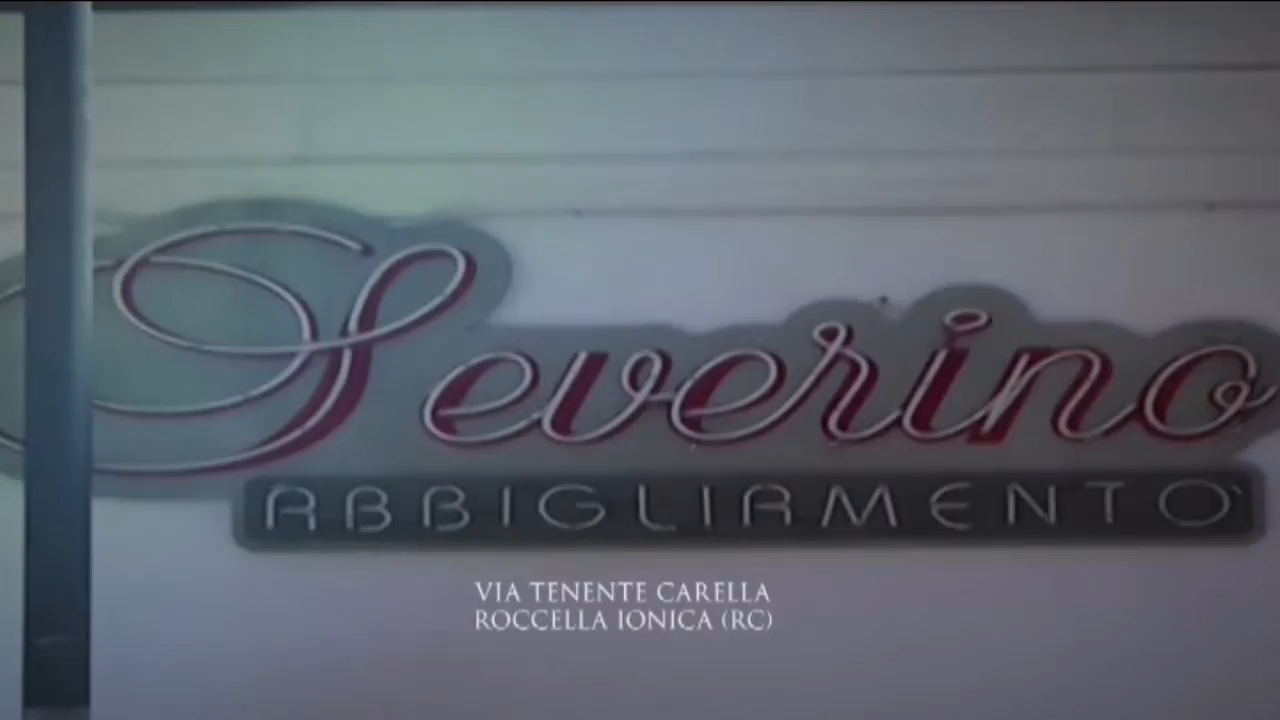 Severino
ABBIGLIAMENTO
VIA TENENTE CARELLA
ROCCELLA IONICA (RC)